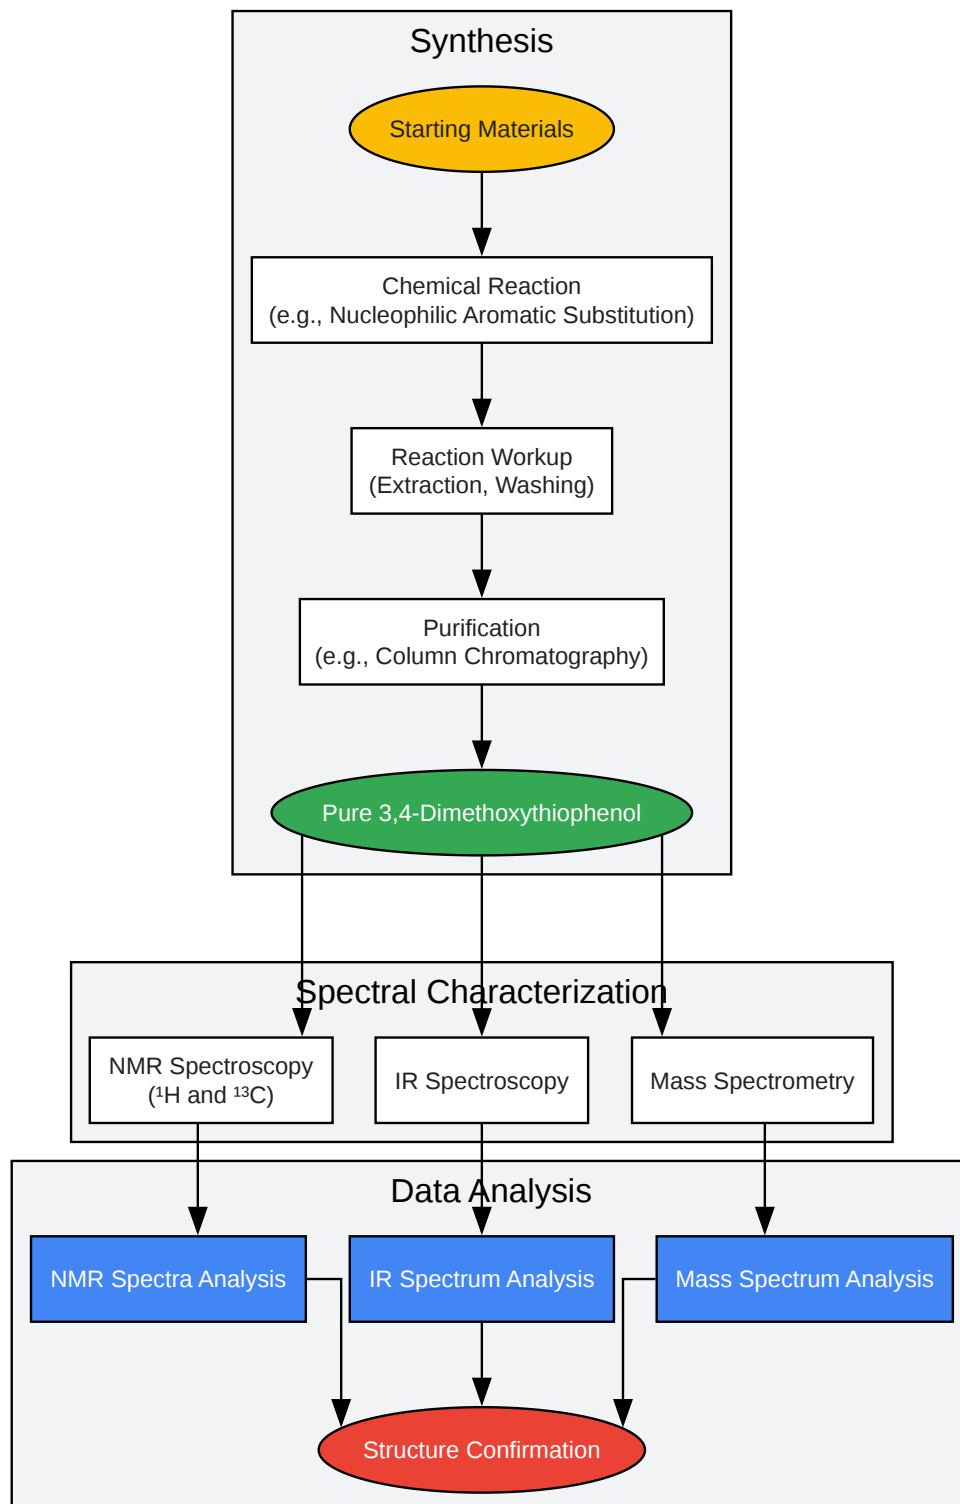 Synthesis
Starting Materials
Chemical Reaction
(e.g., Nucleophilic Aromatic Substitution)
Reaction Workup
(Extraction, Washing)
Purification
(e.g., Column Chromatography)
Pure 3,4-Dimethoxythiophenol
Spectral Characterization
NMR Spectroscopy
(¹H and ¹³C)
IR Spectroscopy
Mass Spectrometry
Data Analysis
NMR Spectra Analysis
IR Spectrum Analysis
Mass Spectrum Analysis
Structure Confirmation